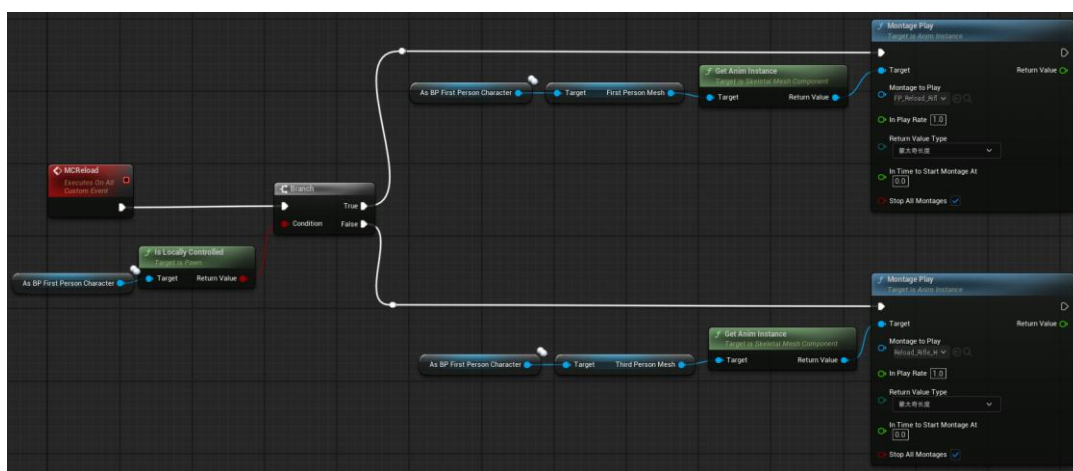 Montage Play
Target is Anim Instance
Target
Return Value
Montage to Play
FP_Reload_Rifl
In Play Rate 1.0
Return Value Type
In Time to Start Montage At
0.0
Stop All Montages
As BP First Person Character
Target First Person Mesh
Get Anim Instance
Target is Skeletal Mesh Component
Target Return Value
MCReload
Executes On All
Custom Event
Branch
True
Condition False
Is Locally Controlled
Target is Pawn
Target Return Value
As BP First Person Character
Montage Play
Target is Anim Instance
Target
Return Value
Montage to Play
Reload_Rifle_H
In Play Rate 1.0
Return Value Type
In Time to Start Montage At
0.0
Stop All Montages
Get Anim Instance
Target is Skeletal Mesh Component
Target Return Value
As BP First Person Character
Target Third Person Mesh